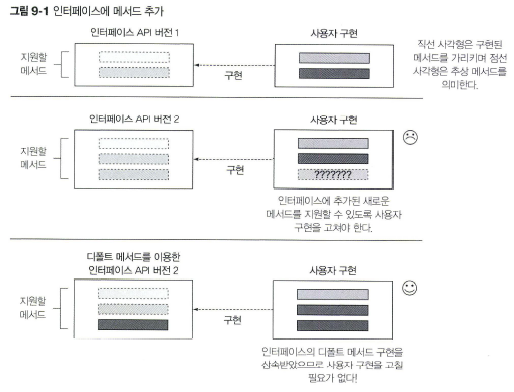 그림 9-1 인터페이스에 메서드 추가
인터페이스 API 버전 1
사용자 구현
지원할
메서드
구현
직선 사각형은 구현된
메서드를 가리키며 점선
사각형은 추상 메서드를
의미한다.
인터페이스 API 버전 2
사용자 구현
지원할
메서드
구현
???????
인터페이스에 추가된 새로운
메서드를 지원할 수 있도록 사용자
구현을 고쳐야 한다.
디폴트 메서드를 이용한
인터페이스 API 버전 2
사용자 구현
지원할
메서드
구현
인터페이스의 디폴트 메서드 구현을
상속받았으므로 사용자 구현을 고칠
필요가 없다!